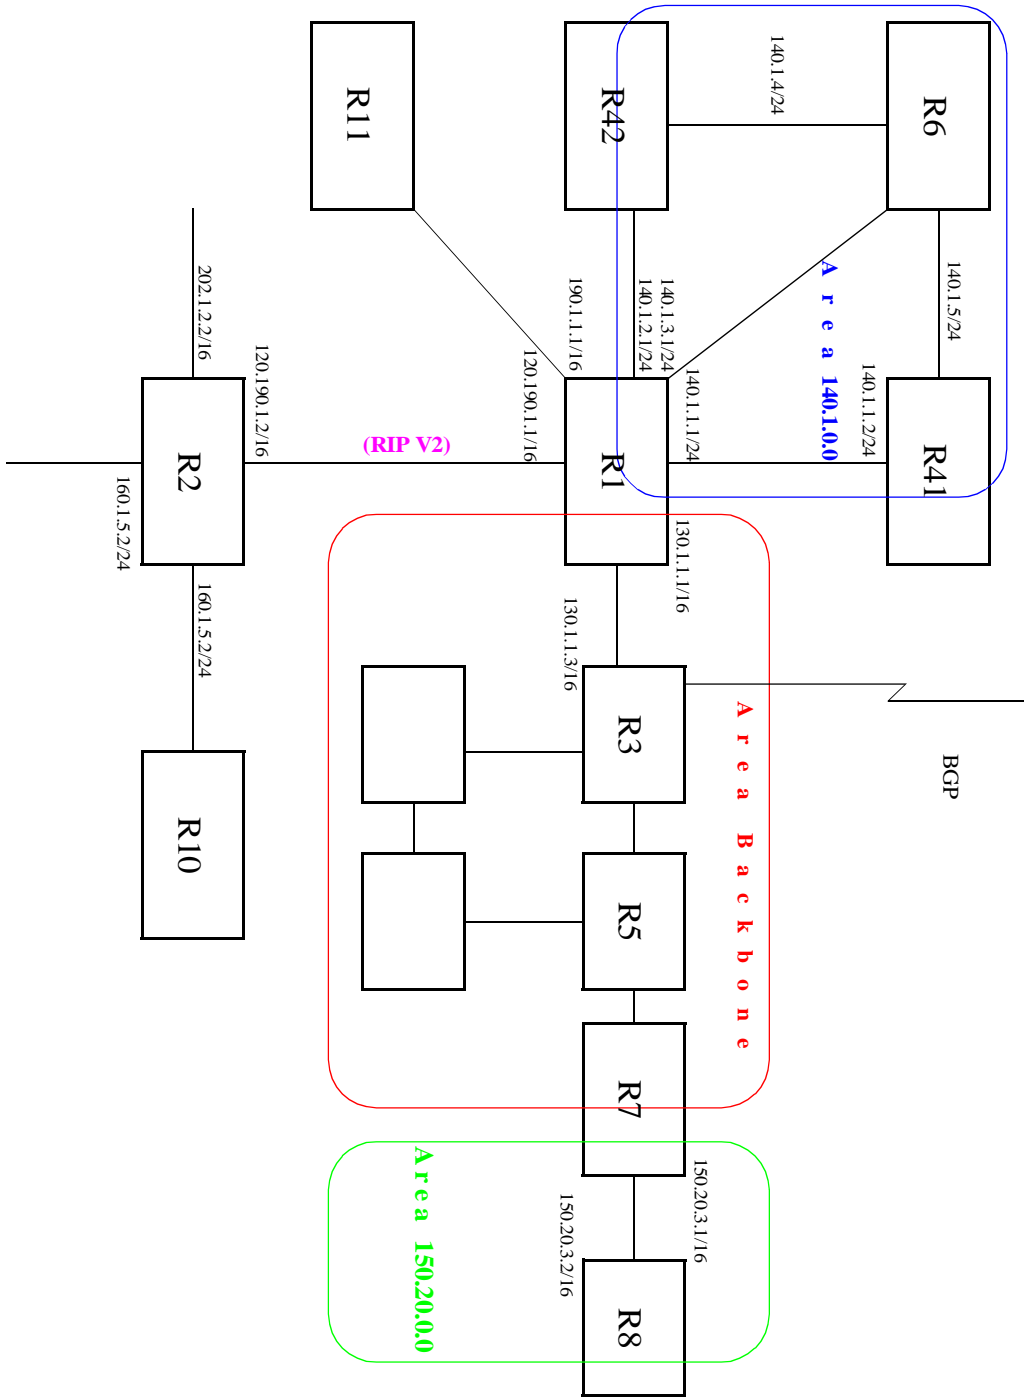 R6
R42
R11
140.1.4/24
140.1.5/24
Area 140.1.0.0
140.1.1.2/24
R41
140.1.3.1/24
140.1.2.1/24
140.1.1.1/24
190.1.1.1/16
120.190.1.1/16
R1
(RIP V2)
202.1.2.2/16
120.190.1.2/16
R2
160.1.5.2/24
160.1.5.2/24
R10
130.1.1.1/16
130.1.1.3/16
R3
BGP
Area Backbone
R5
R7
150.20.3.1/16
150.20.3.2/16
Area 150.20.0.0
R8